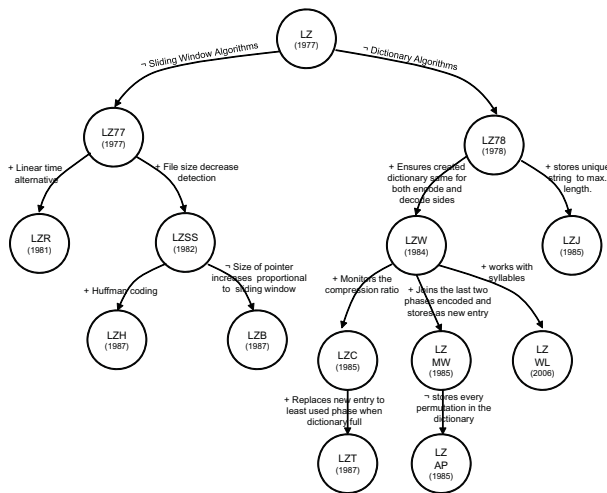 LZ
(1977)
¬ Sliding Window Algorithms
¬ Dictionary Algorithms
LZ77
(1977)
LZ78
(1978)
+ Linear time
alternative
+ File size decrease
detection
+ Ensures created
dictionary same for
both encode and
decode sides
+ stores unique
string to max.
length.
LZR
(1981)
LZSS
(1982)
LZW
(1984)
LZJ
(1985)
+ Huffman coding
¬ Size of pointer
increases proportional
to sliding window
+ Monitors the
compression ratio
+ Joins the last two
phases encoded and
stores as new entry
+ works with
syllables
LZH
(1987)
LZB
(1987)
LZC
(1985)
LZ
MW
(1985)
LZ
WL
(2006)
+ Replaces new entry to
least used phase when
dictionary full
¬ stores every
permutation in the
dictionary
LZT
(1987)
LZ
AP
(1985)